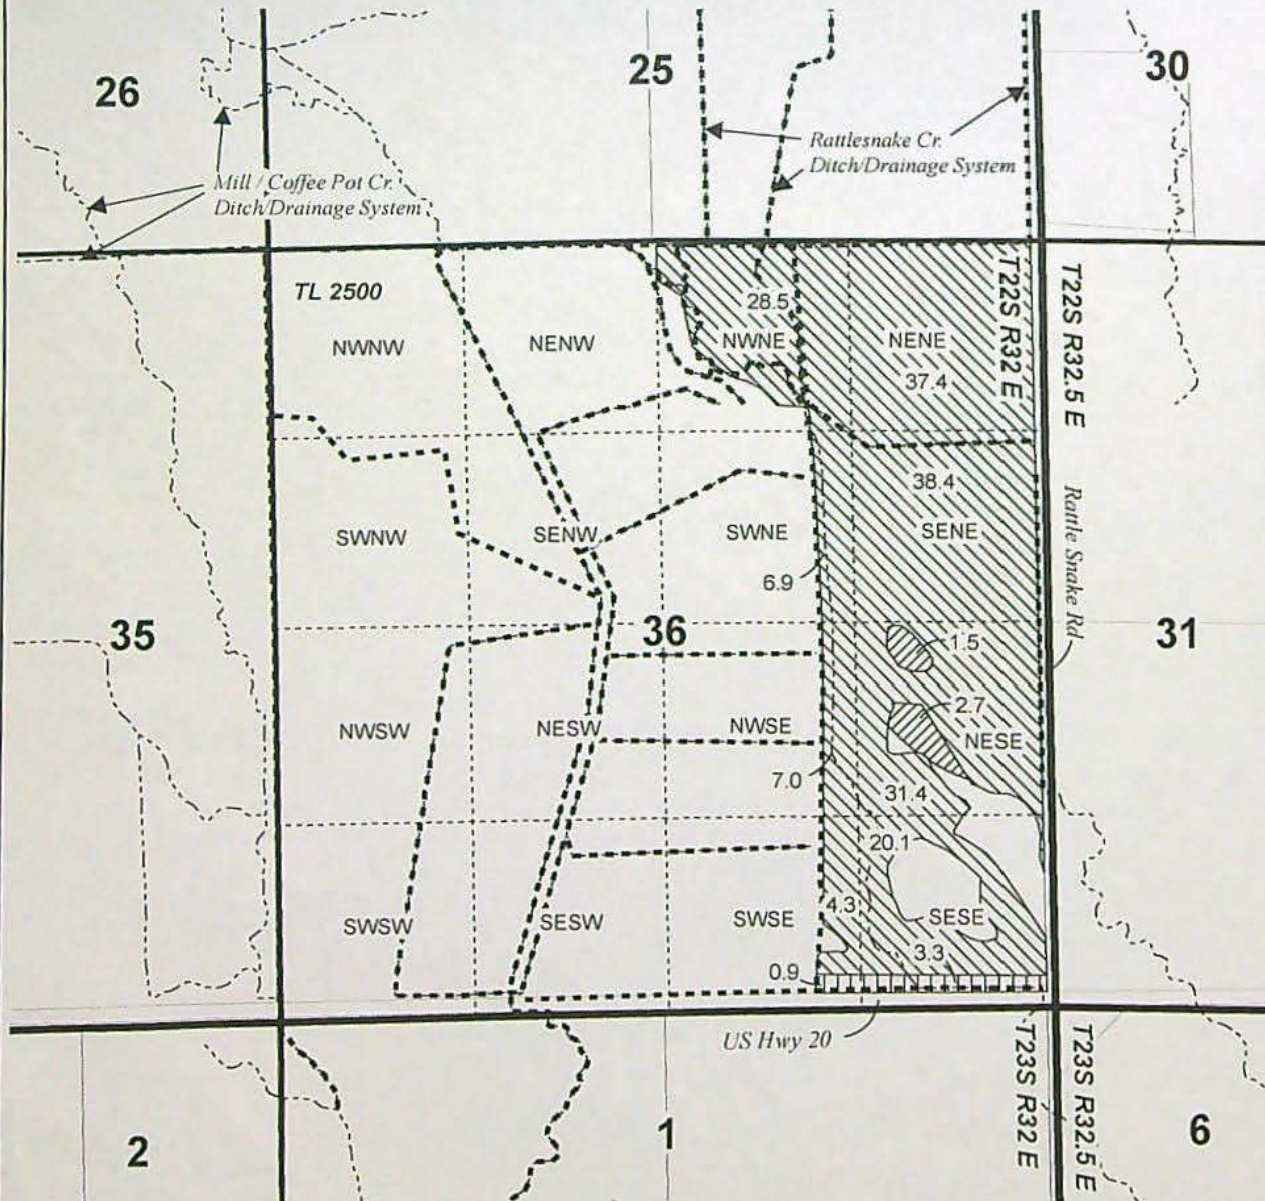 26
25
30
Rattlesnake Cr.
Ditch/Drainage System
Mill / Coffee Pot Cr.
Ditch/Drainage System
TL 2500
T22S R32 E
T22S R32.5 E
NWNW
NENW
28.5
NWNE
NENE
37.4
38.4
SWNW
SENW
SWNE
SENE
6.9
Rattle Snake Rd
35
36
31
1.5
2.7
NWSW
NESW
NWSE
NESE
7.0
31.4
20.1
4.3
SWSW
SESW
SWSE
SESE
3.3
0.9
US Hwy 20
T23S R32 E
T23S R32.5 E
2
1
6